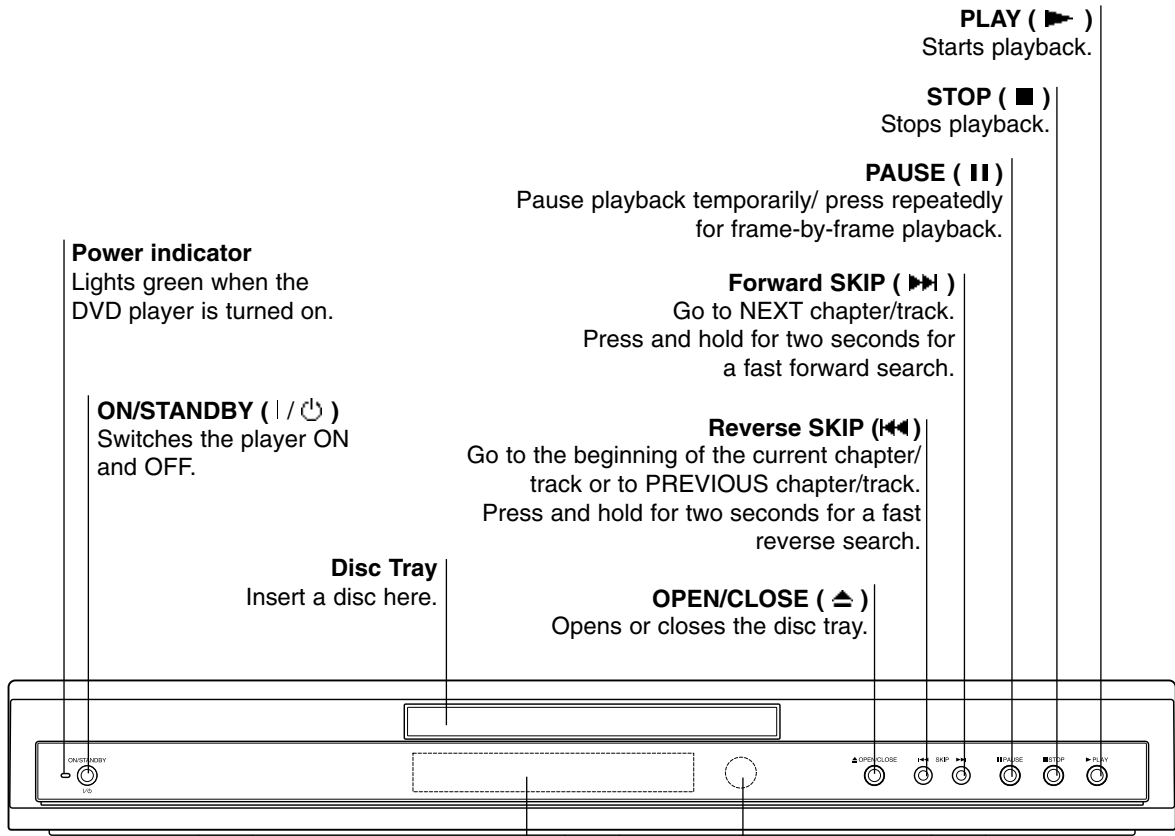 PLAY ( ► )
Starts playback.
STOP ( ■ )
Stops playback.
PAUSE ( II )
Pause playback temporarily/ press repeatedly
for frame-by-frame playback.
Power indicator
Lights green when the
DVD player is turned on.
Forward SKIP ( ►►I )
Go to NEXT chapter/track.
Press and hold for two seconds for
a fast forward search.
ON/STANDBY ( I / ⏻ )
Switches the player ON
and OFF.
Reverse SKIP (I◄◄ )
Go to the beginning of the current chapter/
track or to PREVIOUS chapter/track.
Press and hold for two seconds for a fast
reverse search.
Disc Tray
Insert a disc here.
OPEN/CLOSE ( ⏏ )
Opens or closes the disc tray.
ON/STANDBY
I/⏻
⏏ OPEN/CLOSE
I◄◄ SKIP ►►I
II PAUSE
■ STOP
► PLAY